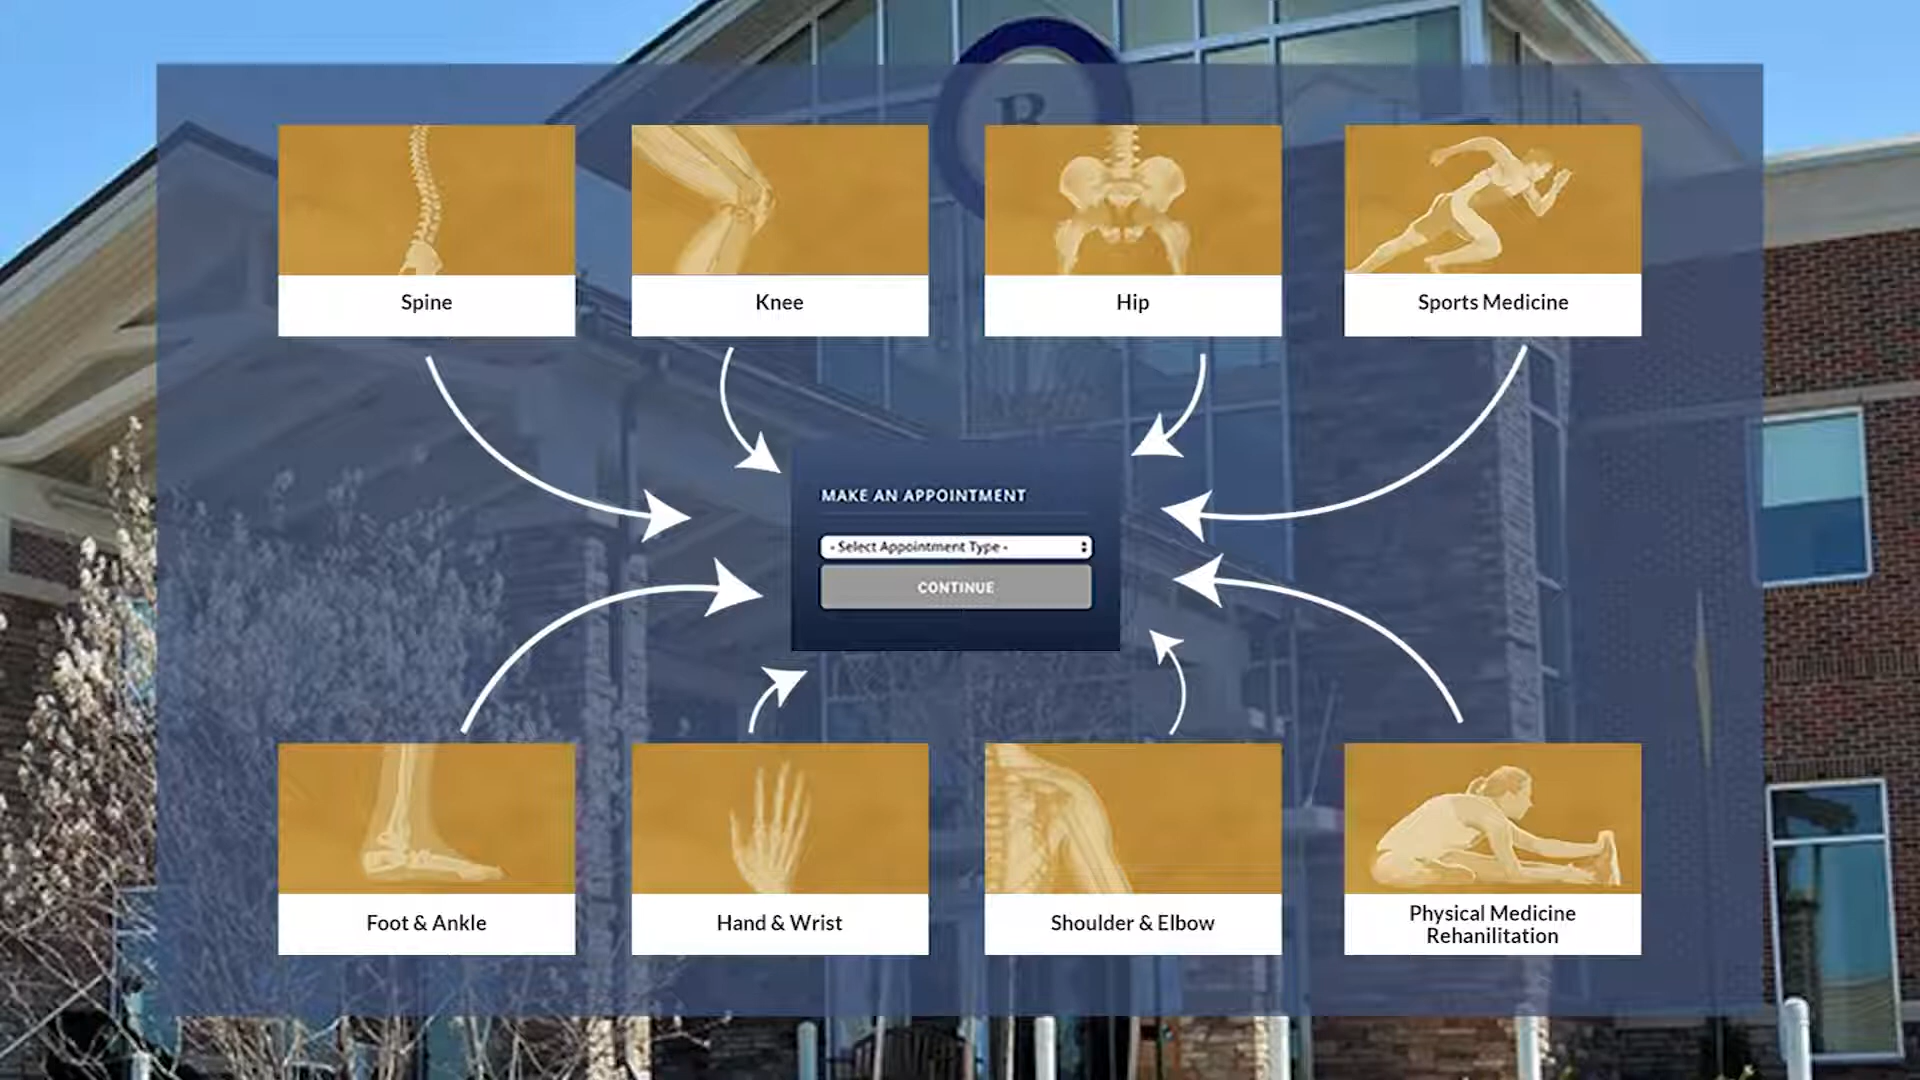 R
Spine
Knee
Hip
Sports Medicine
MAKE AN APPOINTMENT
- Select Appointment Type -
CONTINUE
Foot & Ankle
Hand & Wrist
Shoulder & Elbow
Physical Medicine
Rehanilitation